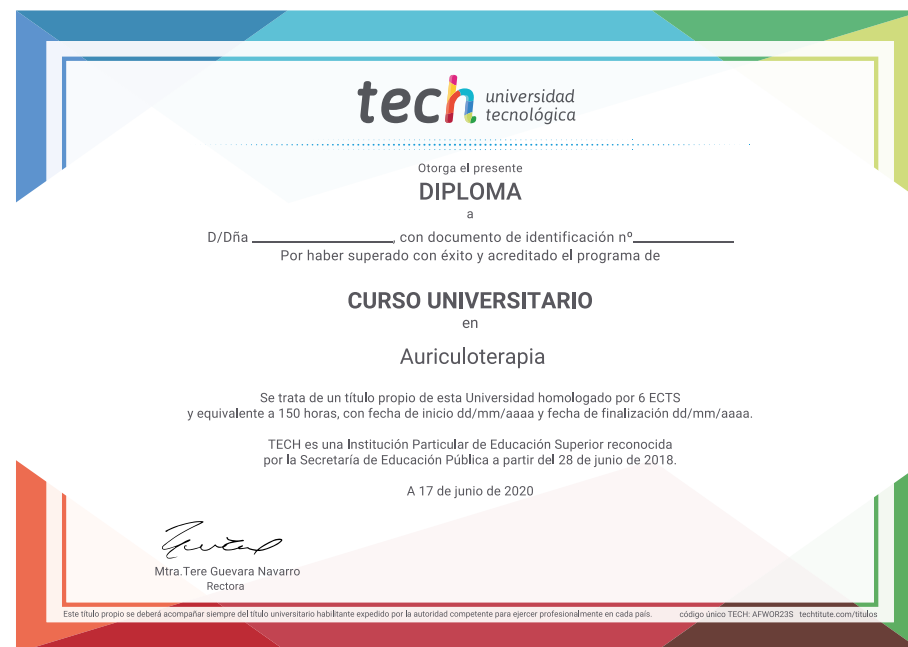 tech universidad
tecnológica
Otorga el presente
DIPLOMA
a
D/Dña ____________________, con documento de identificación nº______________
Por haber superado con éxito y acreditado el programa de
CURSO UNIVERSITARIO
en
Auriculoterapia
Se trata de un título propio de esta Universidad homologado por 6 ECTS
y equivalente a 150 horas, con fecha de inicio dd/mm/aaaa y fecha de finalización dd/mm/aaaa.
TECH es una Institución Particular de Educación Superior reconocida
por la Secretaría de Educación Pública a partir del 28 de junio de 2018.
A 17 de junio de 2020
Mtra.Tere Guevara Navarro
Rectora
Este título propio se deberá acompañar siempre del título universitario habilitante expedido por la autoridad competente para ejercer profesionalmente en cada país. código único TECH: AFWOR23S techtitute.com/titulos